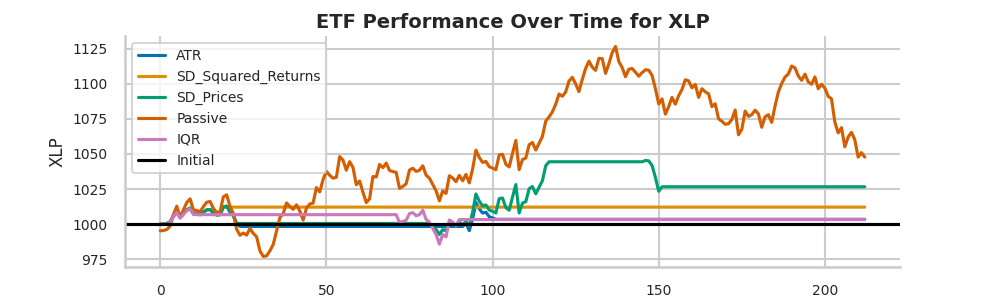 ETF Performance Over Time for XLP
XLP
1125
1100
1075
1050
1025
1000
975
ATR
SD_Squared_Returns
SD_Prices
Passive
IQR
Initial
0 50 100 150 200